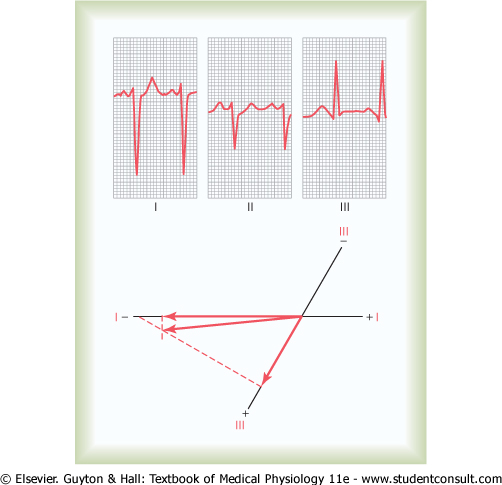 I II III
III
−
I − + I
+
III
© Elsevier. Guyton & Hall: Textbook of Medical Physiology 11e - www.studentconsult.com